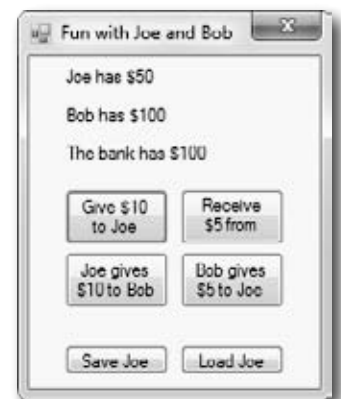 Fun with Joe and Bob
Joe has $50
Bob has $100
The bank has $100
Give $10
to Joe
Receive
$5 from
Joe gives
$10 to Bob
Bob gives
$5 to Joe
Save Joe
Load Joe